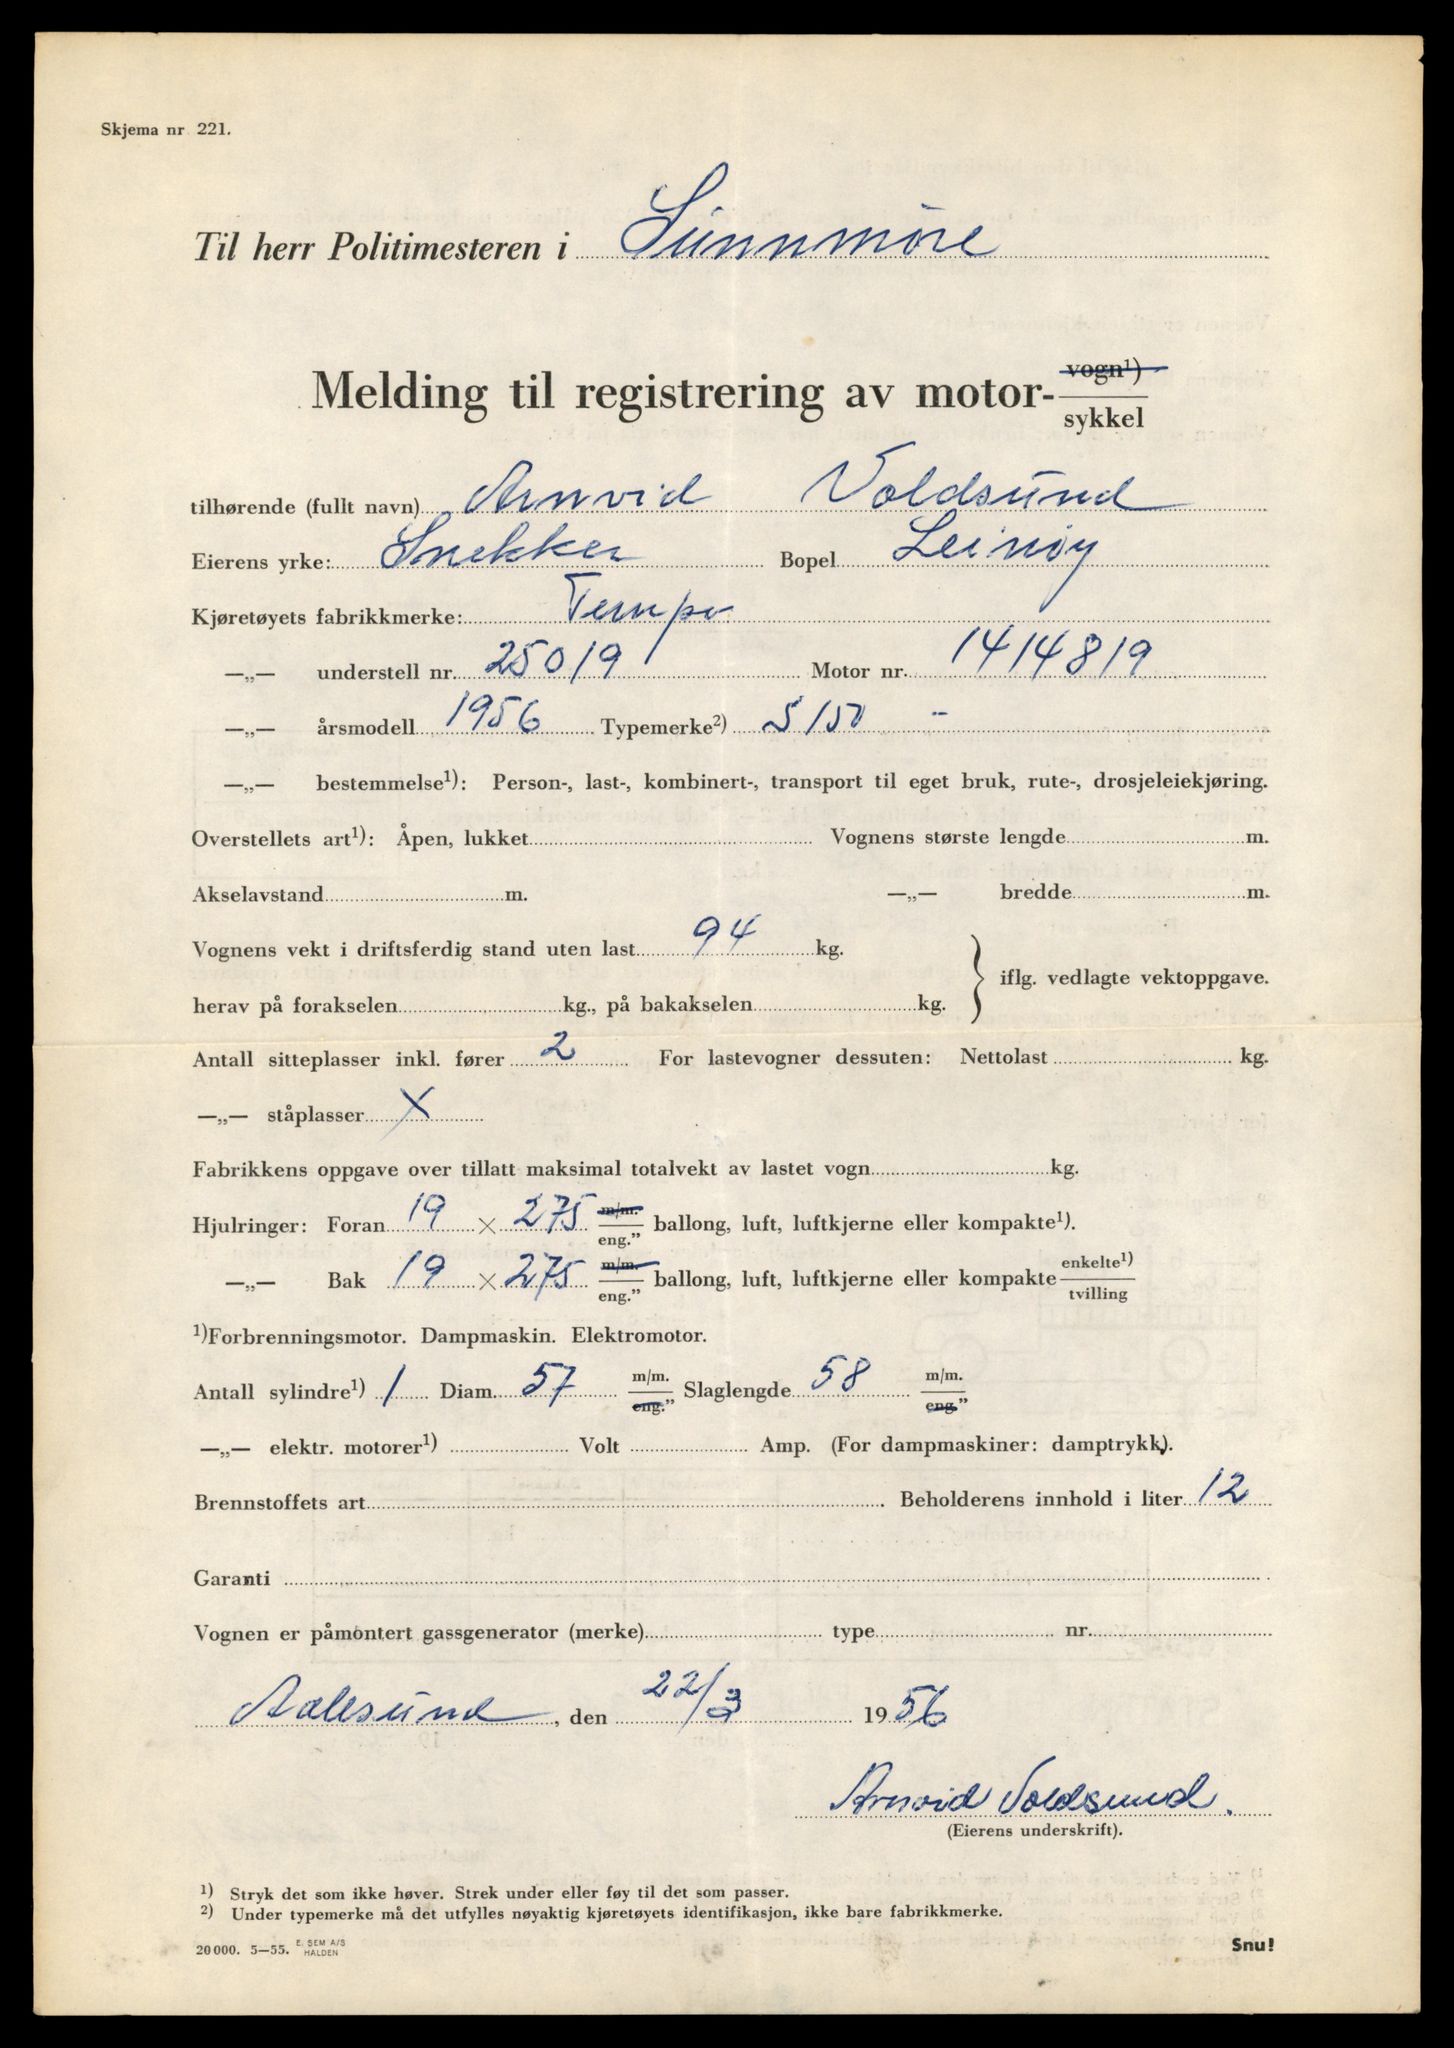 Skjema nr 221.
Til herr Politimesteren i Sunnmöre
Melding til registrering av motor-vogn¹)/sykkel
tilhørende (fullt navn) Arnvid Voldsund
Eierens yrke: Snekker Bopel Leinøy
Kjøretøyets fabrikkmerke: Tempo
—„— understell nr. 25019 Motor nr. 1414819
—„— årsmodell 1956 Typemerke²) S 150 -
—„— bestemmelse¹): Person-, last-, kombinert-, transport til eget bruk, rute-, drosjeleiekjøring.
Overstellets art¹): Åpen, lukket Vognens største lengde m.
Akselavstand m. —„— bredde m.
Vognens vekt i driftsferdig stand uten last 94 kg.
herav på forakselen kg., på bakakselen kg. } iflg. vedlagte vektoppgave.
Antall sitteplasser inkl. fører 2 For lastevogner dessuten: Nettolast kg.
—„— ståplasser X
Fabrikkens oppgave over tillatt maksimal totalvekt av lastet vogn kg.
Hjulringer: Foran 19 × 275 m/m./eng.” ballong, luft, luftkjerne eller kompakte¹).
—„— Bak 19 × 275 m/m./eng.” ballong, luft, luftkjerne eller kompakte enkelte¹)/tvilling
¹)Forbrenningsmotor. Dampmaskin. Elektromotor.
Antall sylindre¹) 1 Diam. 57 m/m./eng.” Slaglengde 58 m/m./eng.”
—„— elektr. motorer¹) Volt Amp. (For dampmaskiner: damptrykk).
Brennstoffets art Beholderens innhold i liter 12
Garanti
Vognen er påmontert gassgenerator (merke) type nr.
Aalesund, den 22/3 1956
Arnvid Voldsund.
(Eierens underskrift).
¹) Stryk det som ikke høver. Strek under eller føy til det som passer.
²) Under typemerke må det utfylles nøyaktig kjøretøyets identifikasjon, ikke bare fabrikkmerke.
20 000. 5—55. E. SEM A/S HALDEN
Snu!